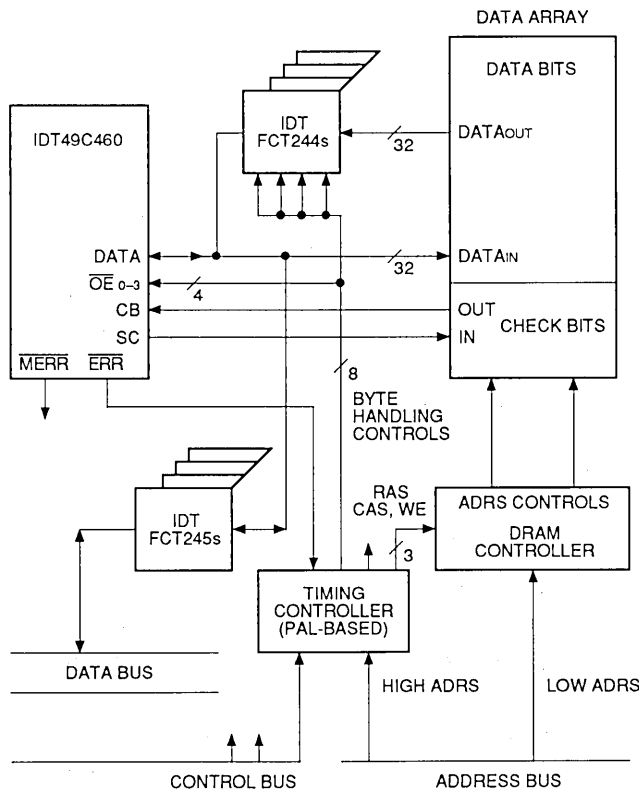 DATA ARRAY
DATA BITS
IDT
FCT244s
IDT49C460
DATAOUT
32
DATA
32
DATAIN
OE 0–3
4
CB
OUT
CHECK BITS
SC
IN
MERR
ERR
8
BYTE
HANDLING
CONTROLS
IDT
FCT245s
RAS
CAS, WE
3
ADRS CONTROLS
DRAM
CONTROLLER
TIMING
CONTROLLER
(PAL-BASED)
DATA BUS
HIGH ADRS
LOW ADRS
CONTROL BUS
ADDRESS BUS